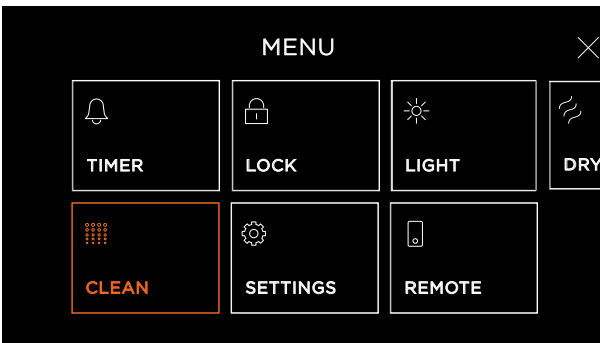 MENU
TIMER
LOCK
LIGHT
DRY
CLEAN
SETTINGS
REMOTE